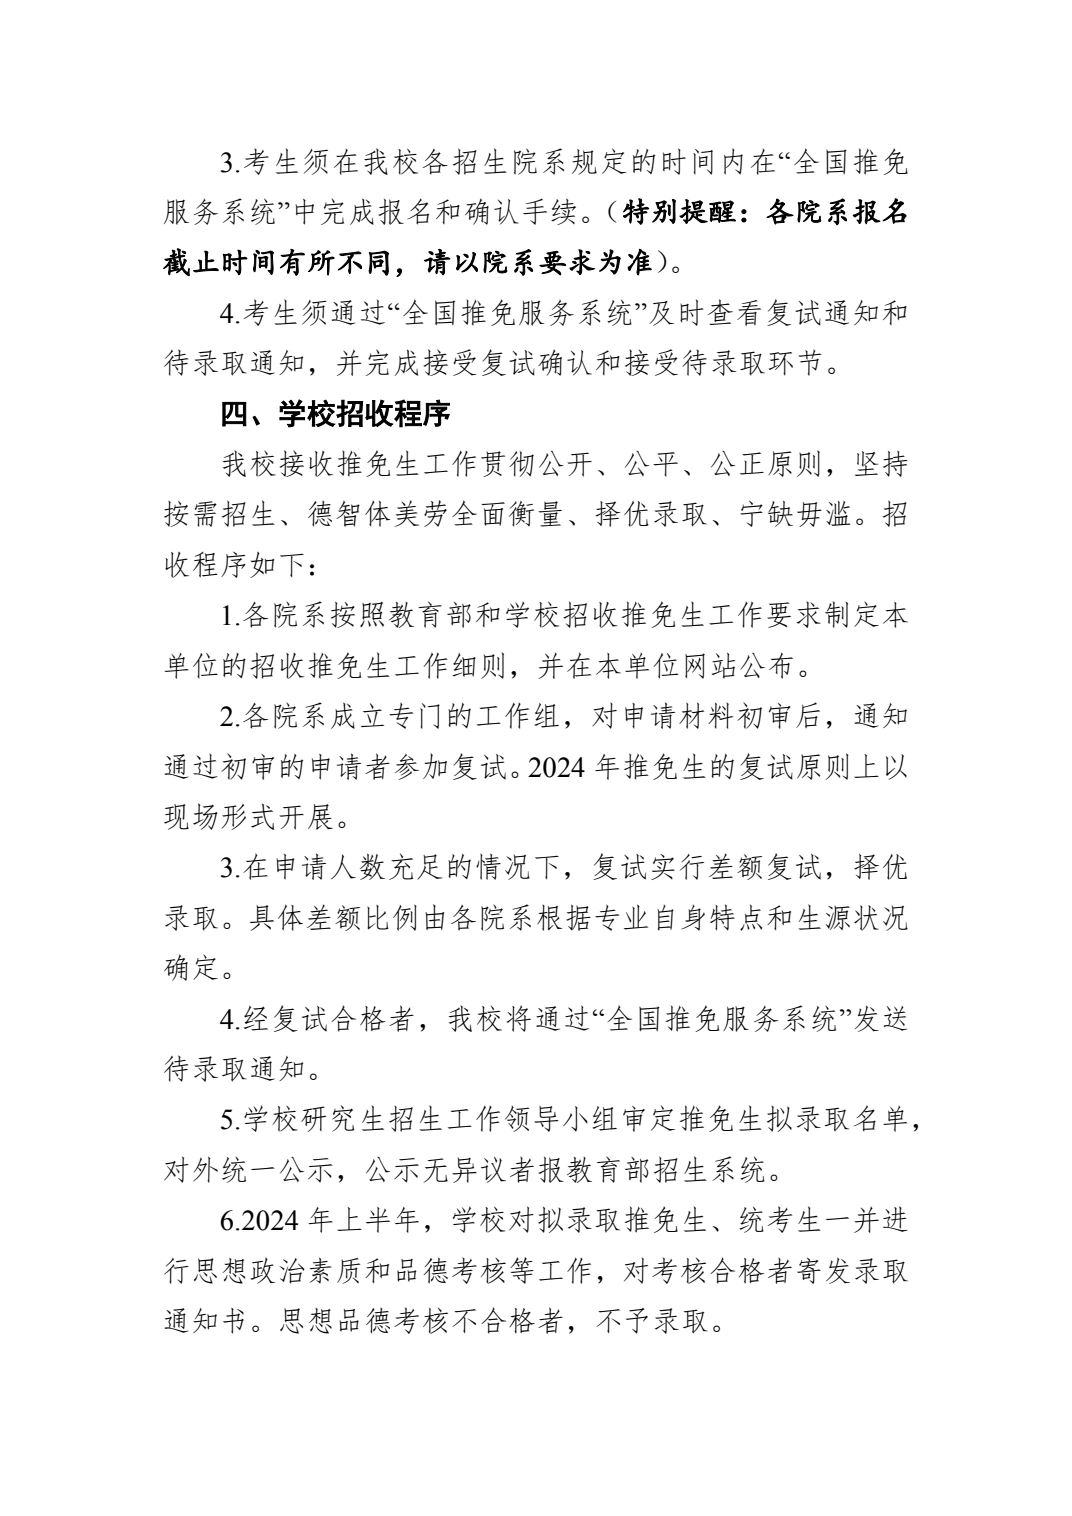 3.考生须在我校各招生院系规定的时间内在“全国推免
服务系统”中完成报名和确认手续。（特别提醒：各院系报名
截止时间有所不同，请以院系要求为准）。
4.考生须通过“全国推免服务系统”及时查看复试通知和
待录取通知，并完成接受复试确认和接受待录取环节。
四、学校招收程序
我校接收推免生工作贯彻公开、公平、公正原则，坚持
按需招生、德智体美劳全面衡量、择优录取、宁缺毋滥。招
收程序如下：
1.各院系按照教育部和学校招收推免生工作要求制定本
单位的招收推免生工作细则，并在本单位网站公布。
2.各院系成立专门的工作组，对申请材料初审后，通知
通过初审的申请者参加复试。2024 年推免生的复试原则上以
现场形式开展。
3.在申请人数充足的情况下，复试实行差额复试，择优
录取。具体差额比例由各院系根据专业自身特点和生源状况
确定。
4.经复试合格者，我校将通过“全国推免服务系统”发送
待录取通知。
5.学校研究生招生工作领导小组审定推免生拟录取名单，
对外统一公示，公示无异议者报教育部招生系统。
6.2024 年上半年，学校对拟录取推免生、统考生一并进
行思想政治素质和品德考核等工作，对考核合格者寄发录取
通知书。思想品德考核不合格者，不予录取。